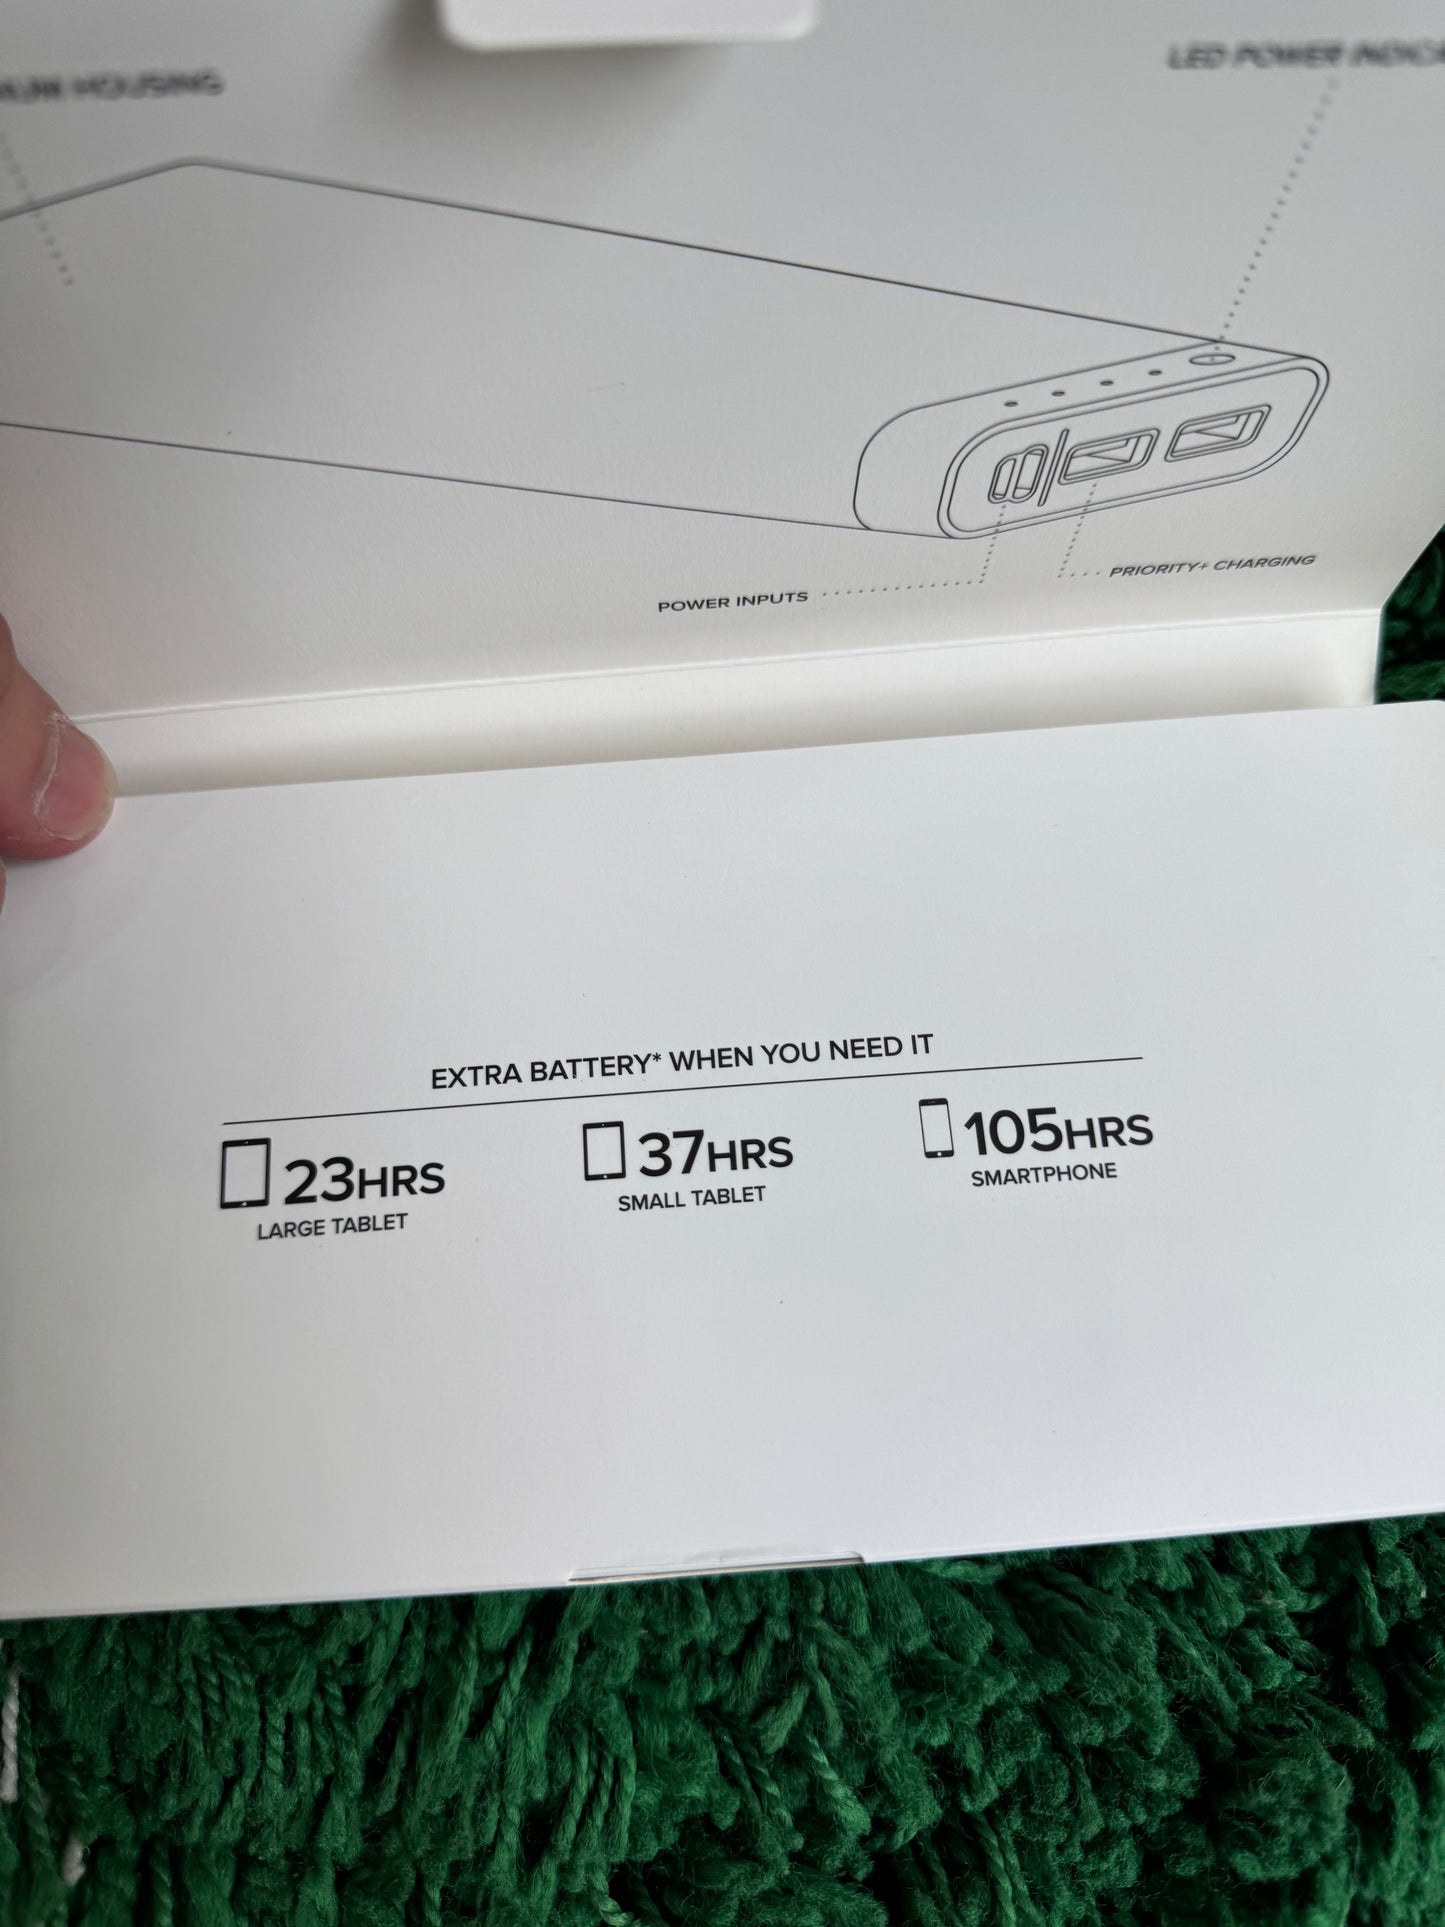 HOUSING
LED POWER
POWER INPUTS
PRIORITY+ CHARGING
EXTRA BATTERY* WHEN YOU NEED IT
23HRS
LARGE TABLET
37HRS
SMALL TABLET
105HRS
SMARTPHONE